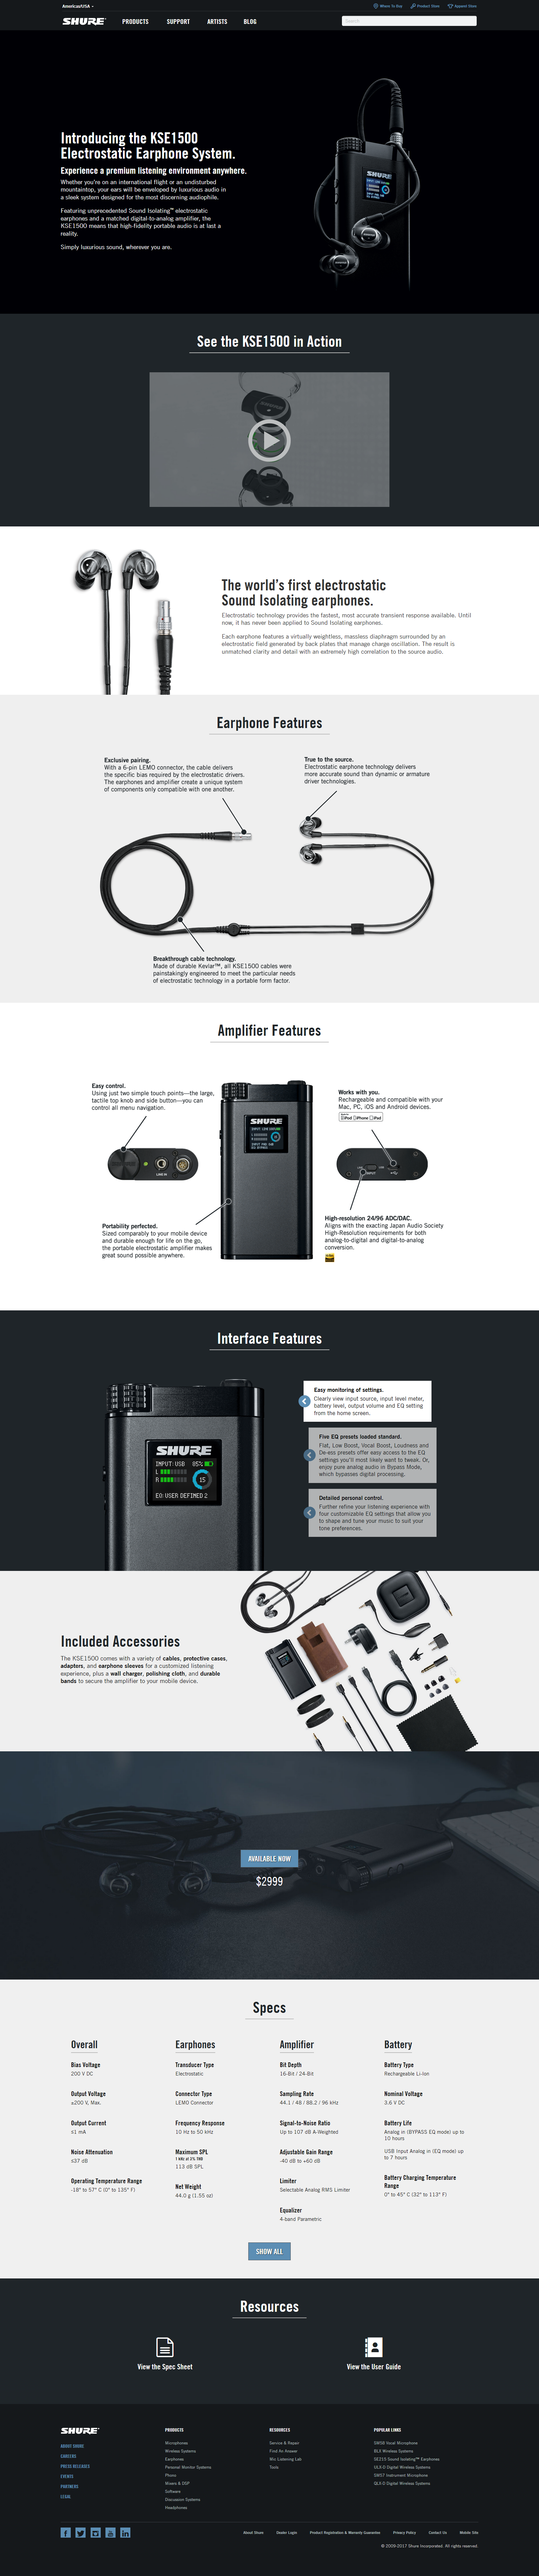 Americas/USA
Where To Buy
Product Store
Apparel Store
SHURE
PRODUCTS
SUPPORT
ARTISTS
BLOG
Search
Introducing the KSE1500
Electrostatic Earphone System.
Experience a premium listening environment anywhere.
Whether you're on an international flight or an undisturbed
mountaintop, your ears will be enveloped by luxurious audio in
a sleek system designed for the most discerning audiophile.
Featuring unprecedented Sound Isolating™ electrostatic
earphones and a matched digital-to-analog amplifier, the
KSE1500 means that high-fidelity portable audio is at last a
reality.
Simply luxurious sound, wherever you are.
SHURE
See the KSE1500 in Action
The world's first electrostatic
Sound Isolating earphones.
Electrostatic technology provides the fastest, most accurate transient response available. Until
now, it has never been applied to Sound Isolating earphones.
Each earphone features a virtually weightless, massless diaphragm surrounded by an
electrostatic field generated by back plates that manage charge oscillation. The result is
unmatched clarity and detail with an extremely high correlation to the source audio.
Earphone Features
Exclusive pairing.
With a 6-pin LEMO connector, the cable delivers
the specific bias required by the electrostatic drivers.
The earphones and amplifier create a unique system
of components only compatible with one another.
True to the source.
Electrostatic earphone technology delivers
more accurate sound than dynamic or armature
driver technologies.
Breakthrough cable technology.
Made of durable Kevlar™, all KSE1500 cables were
painstakingly engineered to meet the particular needs
of electrostatic technology in a portable form factor.
Amplifier Features
Easy control.
Using just two simple touch points—the large,
tactile top knob and side button—you can
control all menu navigation.
Works with you.
Rechargeable and compatible with your
Mac, PC, iOS and Android devices.
iPod iPhone iPad
SHURE
LINE IN
Portability perfected.
Sized comparably to your mobile device
and durable enough for life on the go,
the portable electrostatic amplifier makes
great sound possible anywhere.
High-resolution 24/96 ADC/DAC.
Aligns with the exacting Japan Audio Society
High-Resolution requirements for both
analog-to-digital and digital-to-analog
conversion.
Interface Features
SHURE
INPUT:USB 85%
L
R
15
EQ:USER DEFINED 2
Easy monitoring of settings.
Clearly view input source, input level meter,
battery level, output volume and EQ setting
from the home screen.
Five EQ presets loaded standard.
Flat, Low Boost, Vocal Boost, Loudness and
De-ess presets offer easy access to the EQ
settings you'll most likely want to tweak. Or,
enjoy pure analog audio in Bypass Mode,
which bypasses digital processing.
Detailed personal control.
Further refine your listening experience with
four customizable EQ settings that allow you
to shape and tune your music to suit your
tone preferences.
Included Accessories
The KSE1500 comes with a variety of cables, protective cases,
adapters, and earphone sleeves for a customized listening
experience, plus a wall charger, polishing cloth, and durable
bands to secure the amplifier to your mobile device.
AVAILABLE NOW
$2999
Specs
Overall
Bias Voltage
200 V DC
Output Voltage
±200 V, Max.
Output Current
≤1 mA
Noise Attenuation
≤37 dB
Operating Temperature Range
-18° to 57° C (0° to 135° F)
Earphones
Transducer Type
Electrostatic
Connector Type
LEMO Connector
Frequency Response
10 Hz to 50 kHz
Maximum SPL
1 kHz at 3% THD
113 dB SPL
Net Weight
44.0 g (1.55 oz)
Amplifier
Bit Depth
16-Bit / 24-Bit
Sampling Rate
44.1 / 48 / 88.2 / 96 kHz
Signal-to-Noise Ratio
Up to 107 dB A-Weighted
Adjustable Gain Range
-40 dB to +60 dB
Limiter
Selectable Analog RMS Limiter
Equalizer
4-band Parametric
Battery
Battery Type
Rechargeable Li-Ion
Nominal Voltage
3.6 V DC
Battery Life
Analog in (BYPASS EQ mode) up to
10 hours
USB Input Analog in (EQ mode) up
to 7 hours
Battery Charging Temperature
Range
0° to 45° C (32° to 113° F)
SHOW ALL
Resources
View the Spec Sheet
View the User Guide
SHURE
ABOUT SHURE
CAREERS
PRESS RELEASES
EVENTS
PARTNERS
LEGAL
PRODUCTS
Microphones
Wireless Systems
Earphones
Personal Monitor Systems
Phono
Mixers & DSP
Software
Discussion Systems
Headphones
RESOURCES
Service & Repair
Find An Answer
Mic Listening Lab
Tools
POPULAR LINKS
SM58 Vocal Microphone
BLX Wireless Systems
SE215 Sound Isolating™ Earphones
ULX-D Digital Wireless Systems
SM57 Instrument Microphone
QLX-D Digital Wireless Systems
About Shure
Dealer Login
Product Registration & Warranty Guarantee
Privacy Policy
Contact Us
Mobile Site
© 2009-2017 Shure Incorporated. All rights reserved.